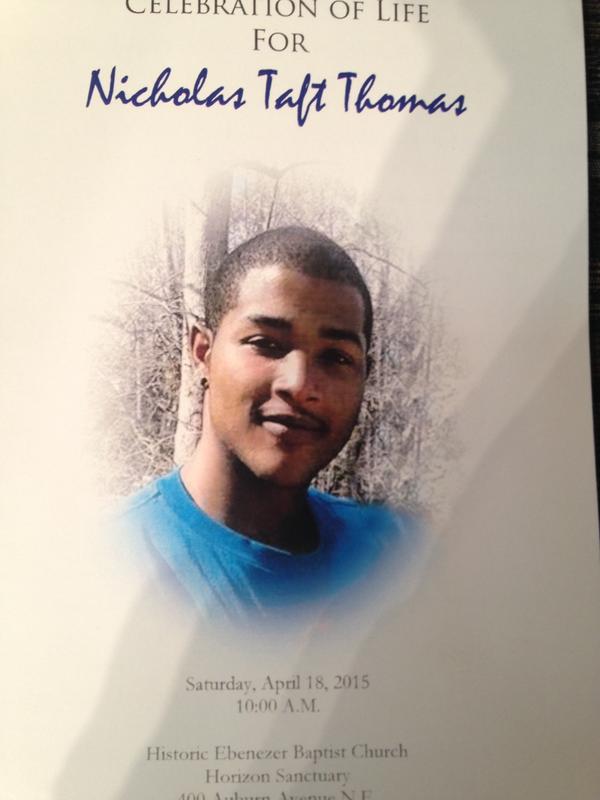 CELEBRATION OF LIFE
FOR
Nicholas Taft Thomas
Saturday, April 18, 2015
10:00 A.M.
Historic Ebenezer Baptist Church
Horizon Sanctuary
400 Auburn Avenue N.E.